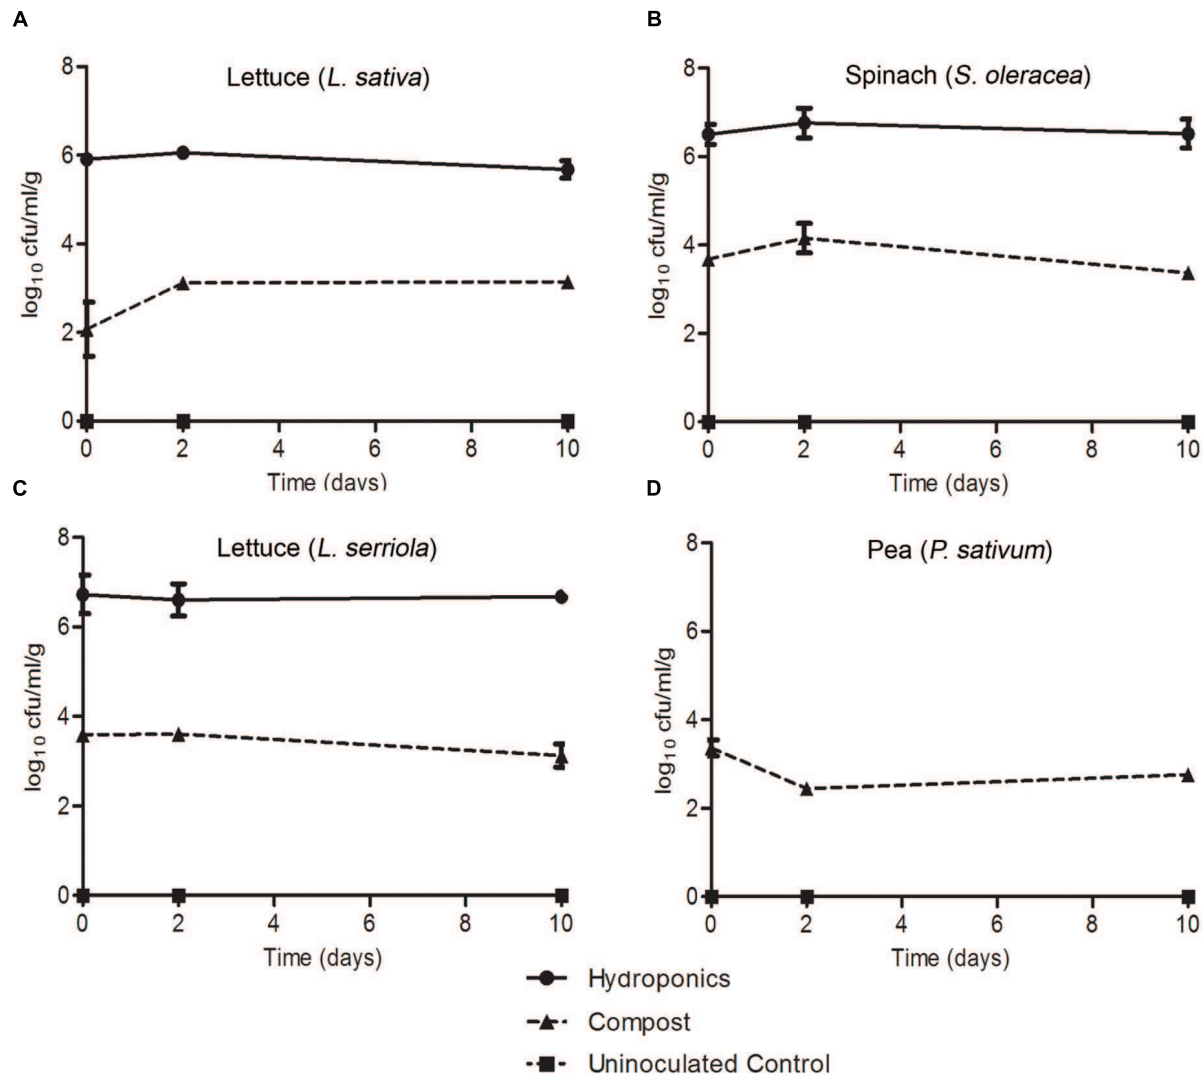 A
Lettuce (L. sativa)
log10 cfu/ml/g
8
6
4
2
0
0 2 4 6 8 10
Time (days)
B
Spinach (S. oleracea)
log10 cfu/ml/g
8
6
4
2
0
0 2 4 6 8 10
Time (days)
C
Lettuce (L. serriola)
log10 cfu/ml/g
8
6
4
2
0
0 2 4 6 8 10
Time (days)
D
Pea (P. sativum)
log10 cfu/ml/g
8
6
4
2
0
0 2 4 6 8 10
Time (days)
Hydroponics
Compost
Uninoculated Control